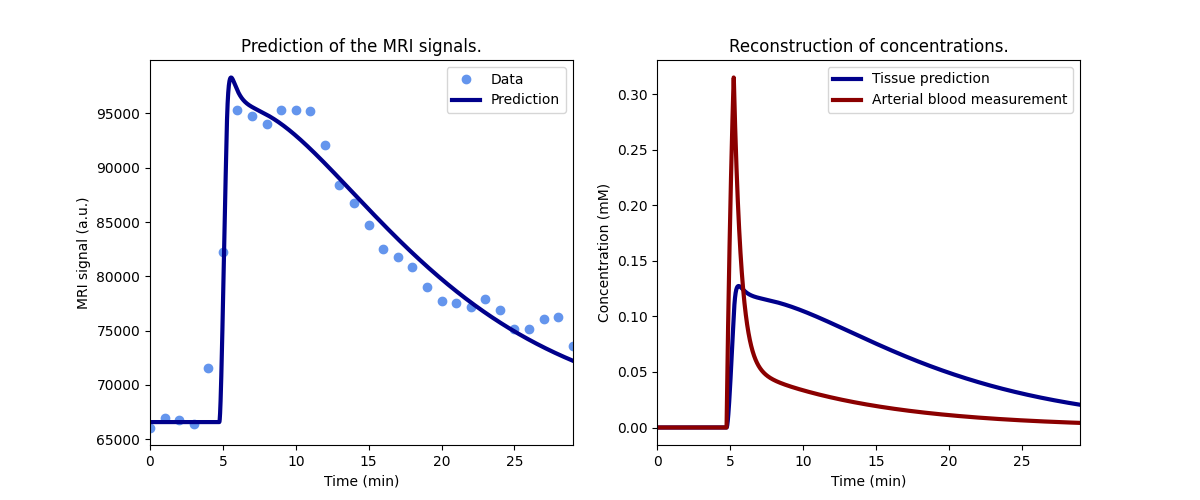 Prediction of the MRI signals.
MRI signal (a.u.)
95000
90000
85000
80000
75000
70000
65000
Data
Prediction
0
5
10
15
20
25
Time (min)
Reconstruction of concentrations.
Concentration (mM)
0.30
0.25
0.20
0.15
0.10
0.05
0.00
Tissue prediction
Arterial blood measurement
0
5
10
15
20
25
Time (min)